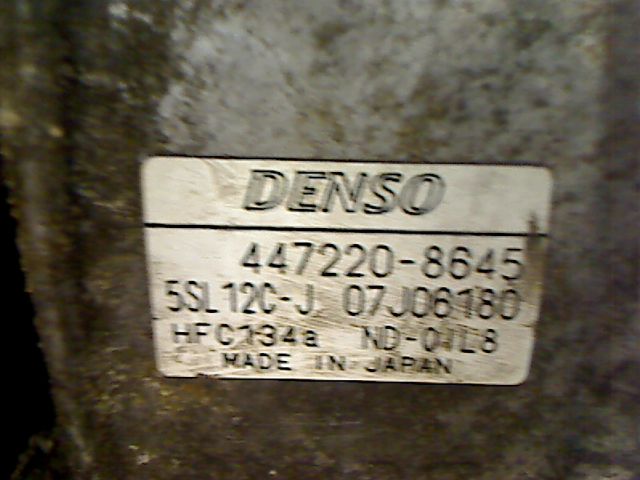 DENSO
447220-8645
5SL12C-J 07J06180
HFC134a ND-OIL8
MADE IN JAPAN